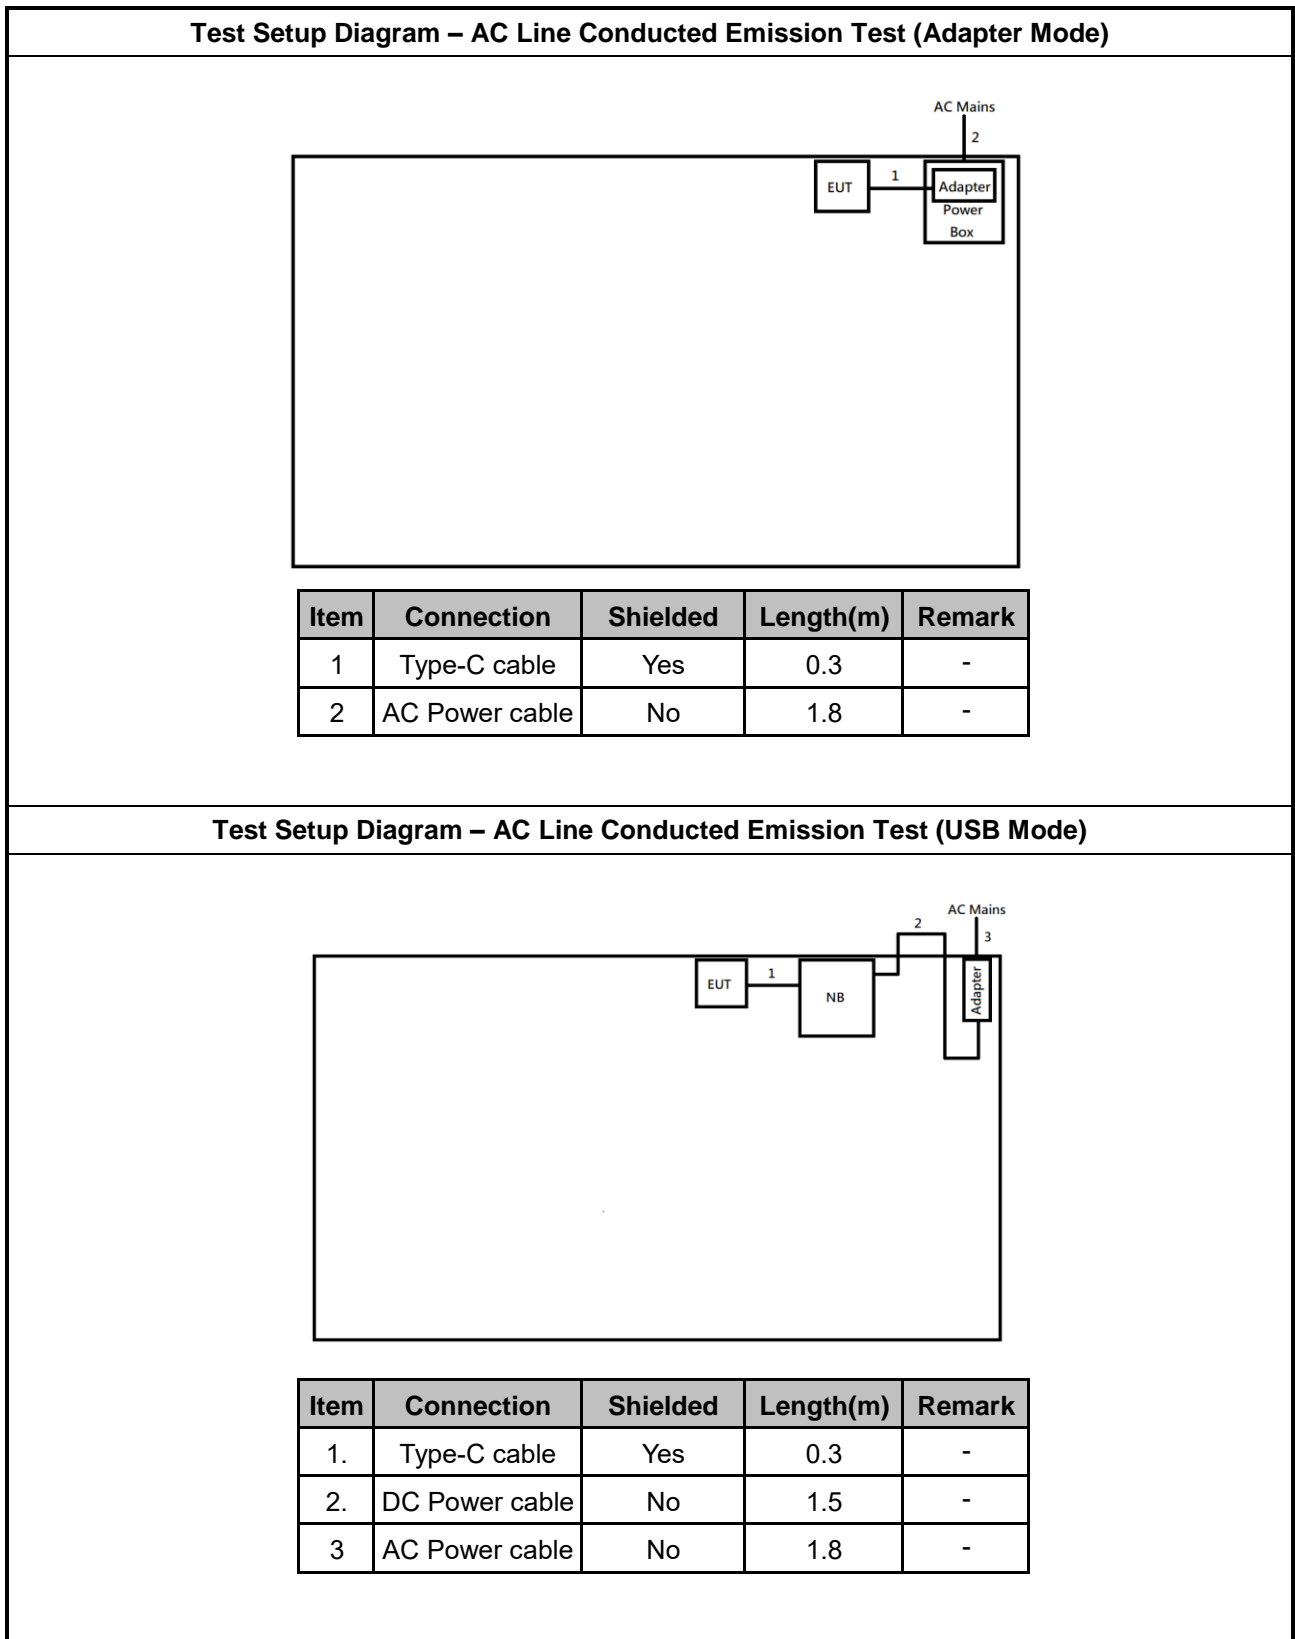 Test Setup Diagram – AC Line Conducted Emission Test (Adapter Mode)
AC Mains
2
EUT
1
Adapter
Power
Box
Item Connection Shielded Length(m) Remark
1 Type-C cable Yes 0.3 -
2 AC Power cable No 1.8 -
Test Setup Diagram – AC Line Conducted Emission Test (USB Mode)
AC Mains
2
3
EUT
1
NB
Adapter
Item Connection Shielded Length(m) Remark
1. Type-C cable Yes 0.3 -
2. DC Power cable No 1.5 -
3 AC Power cable No 1.8 -